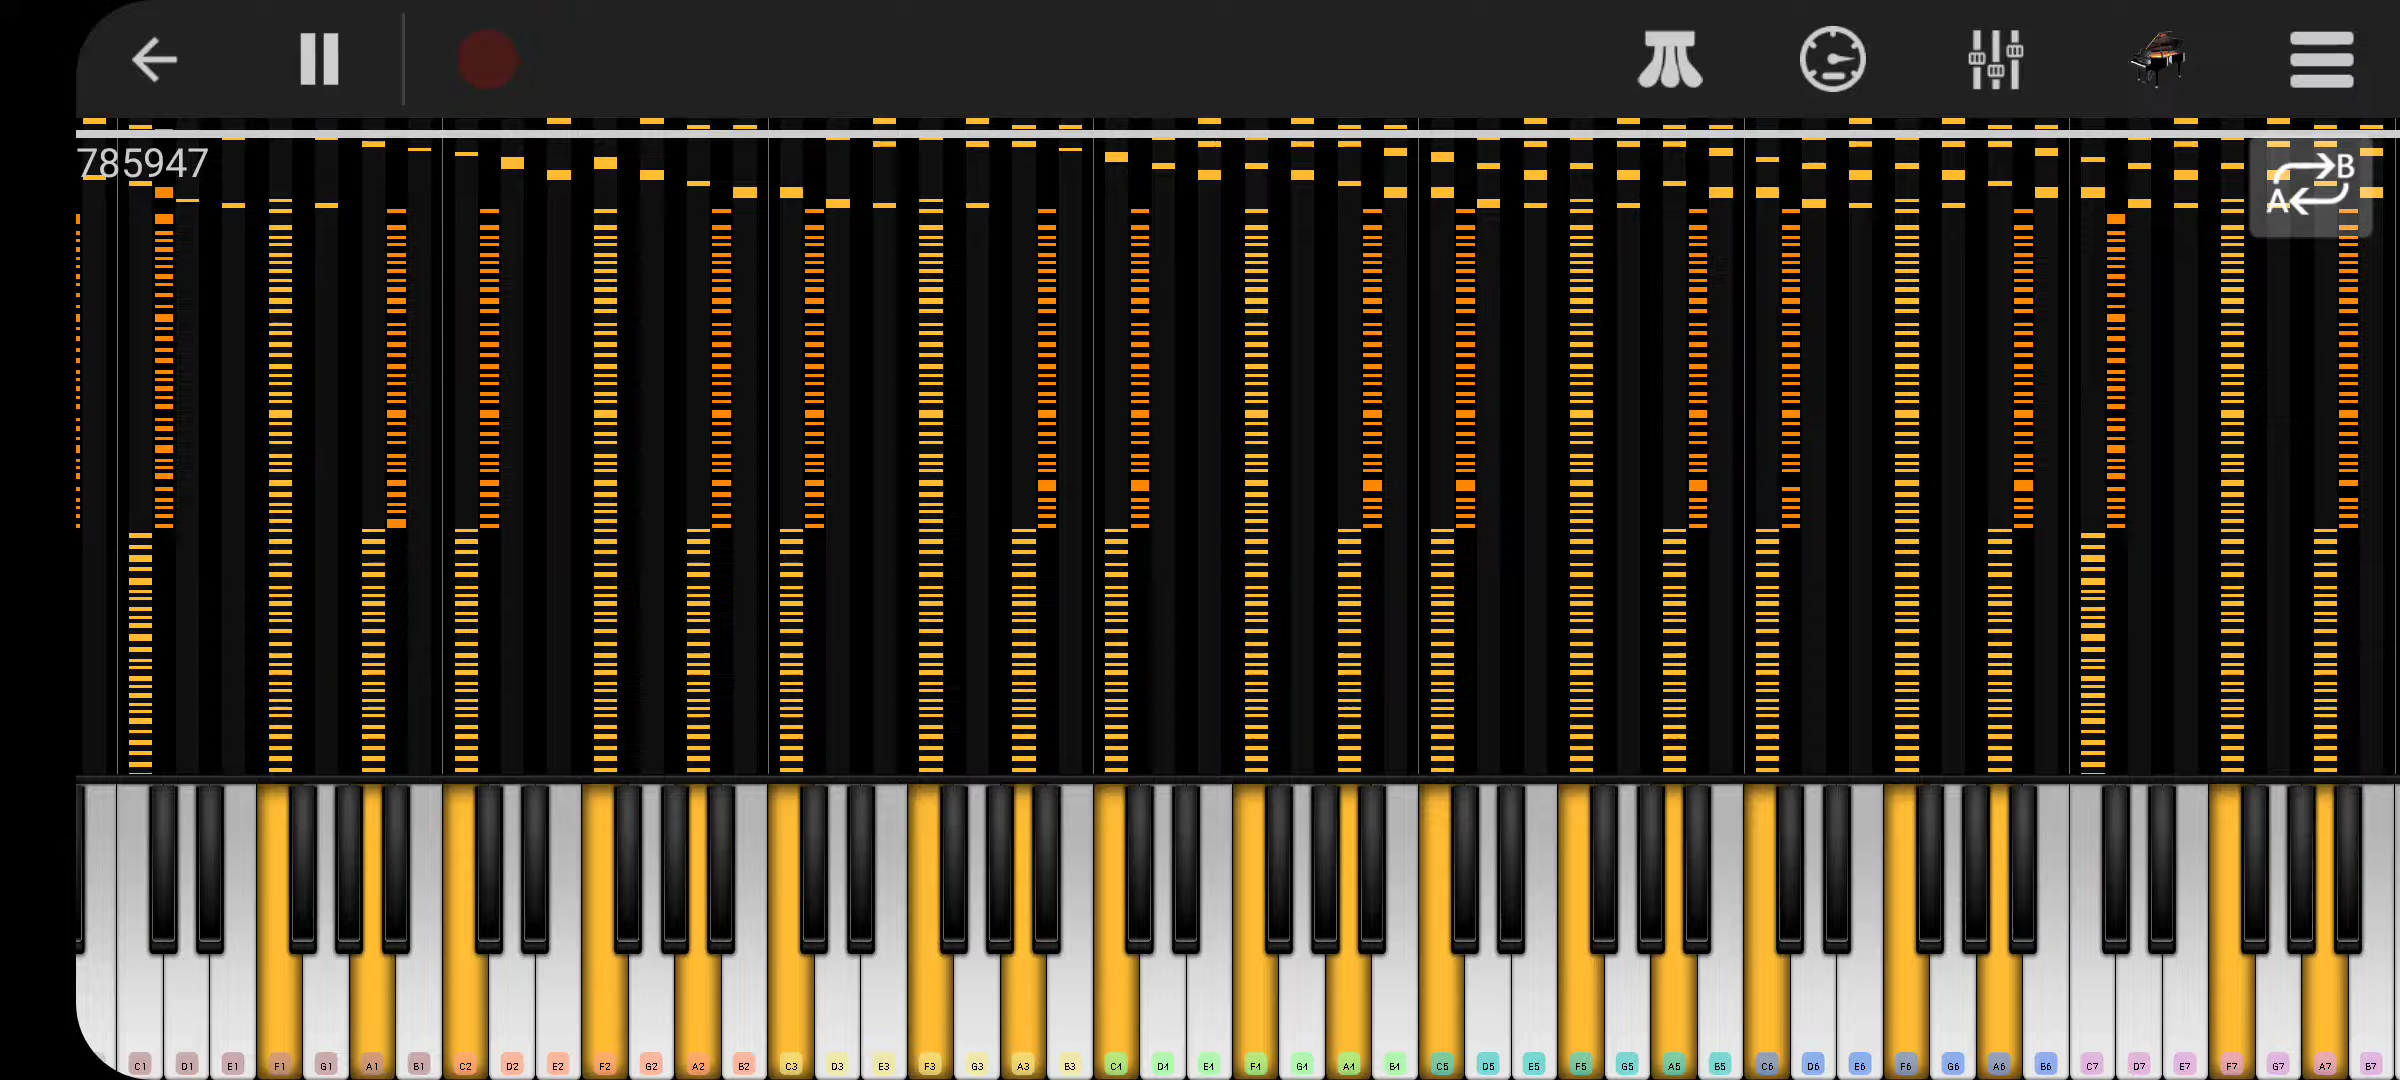 785947
B
A
C1 D1 E1 F1 G1 A1 B1 C2 D2 E2 F2 G2 A2 B2 C3 D3 E3 F3 G3 A3 B3 C4 D4 E4 F4 G4 A4 B4 C5 D5 E5 F5 G5 A5 B5 C6 D6 E6 F6 G6 A6 B6 C7 D7 E7 F7 G7 A7 B7